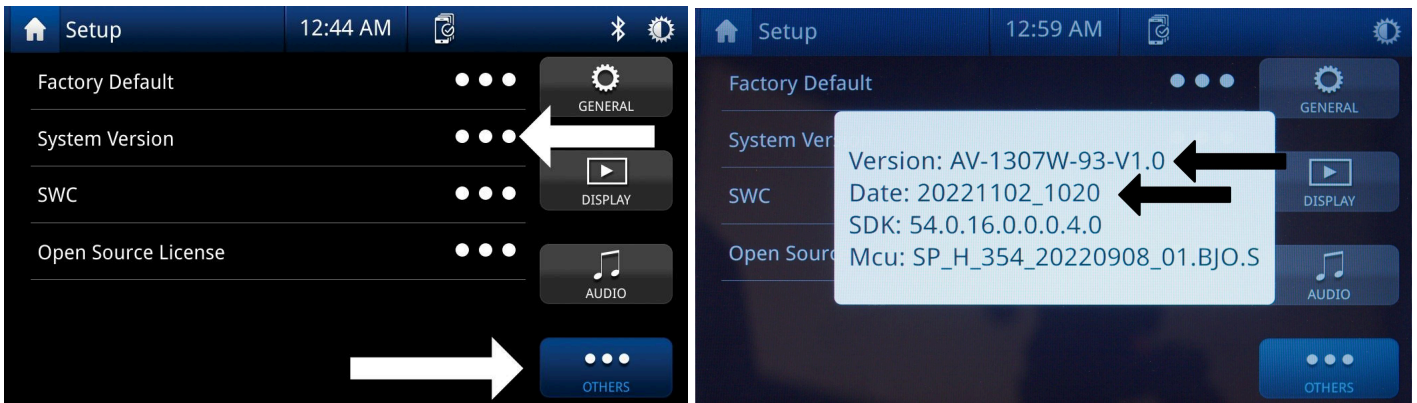 Setup
12:44 AM
Factory Default
System Version
SWC
Open Source License
GENERAL
DISPLAY
AUDIO
OTHERS
Setup
12:59 AM
Factory Default
System Ver
SWC
Open Sourc
Version: AV-1307W-93-V1.0
Date: 20221102_1020
SDK: 54.0.16.0.0.0.4.0
Mcu: SP_H_354_20220908_01.BJO.S
GENERAL
DISPLAY
AUDIO
OTHERS